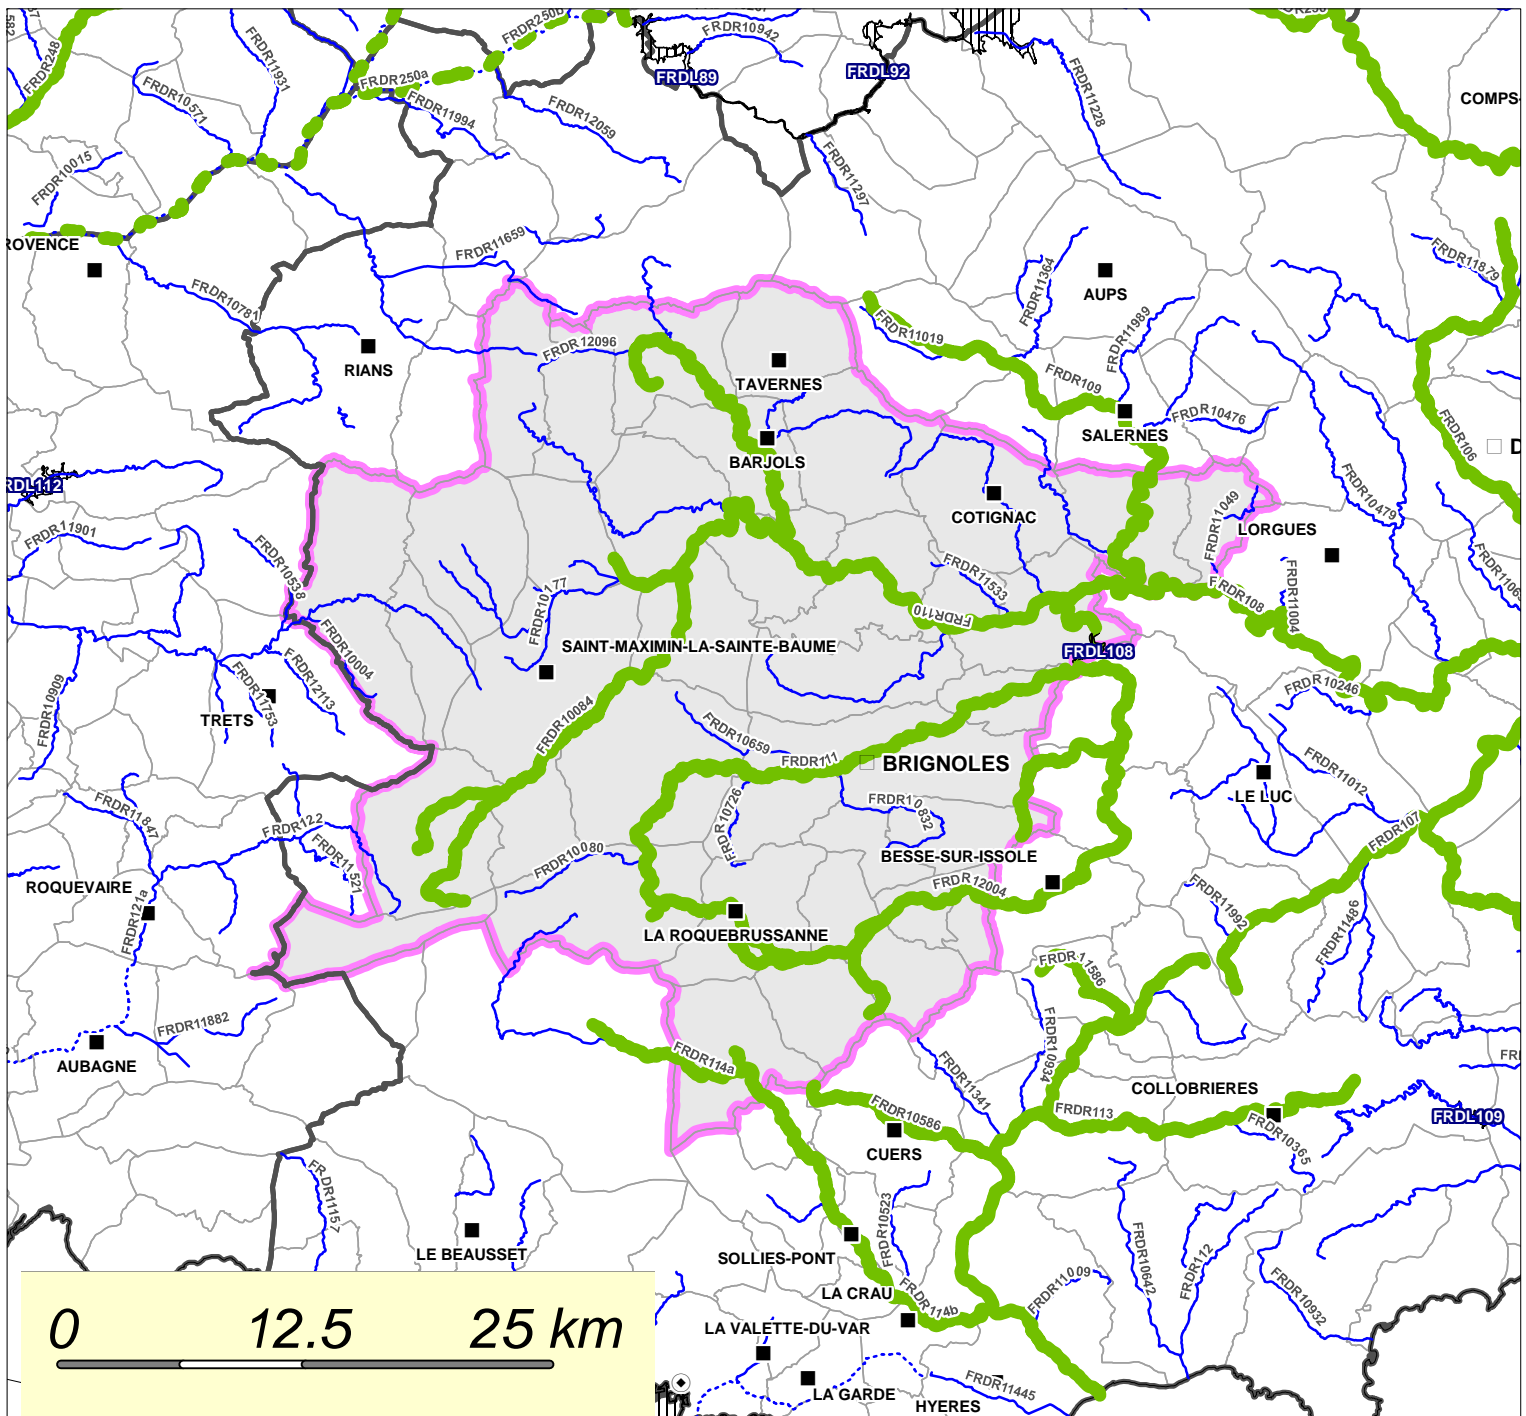 FRDR248
FRDR11931
FRDR250b
FRDR10942
FRDL89
FRDL92
FRDR250a
FRDR10571
FRDR11994
FRDR12059
FRDR11228
COMPS-
FRDR10015
FRDR11297
ROVENCE
FRDR11659
FRDR11364
FRDR11879
FRDR10781
AUPS
RIANS
FRDR12096
FRDR11019
FRDR11989
TAVERNES
FRDR109
FRDR10476
SALERNES
FRDR106
D
BARJOLS
RDL112
FRDR10479
COTIGNAC
FRDR11049
LORGUES
FRDR11901
FRDR10538
FRDR10177
FRDR11533
FRDR11004
FRDR108
FRDR110
SAINT-MAXIMIN-LA-SAINTE-BAUME
FRDL108
FRDR10004
FRDR12113
FRDR11753
FRDR10909
TRETS
FRDR10084
FRDR10246
FRDR10659
FRDR111
BRIGNOLES
FRDR11012
LE LUC
FRDR10726
FRDR10832
FRDR107
FRDR11847
FRDR122
FRDR11521
FRDR10080
BESSE-SUR-ISSOLE
ROQUEVAIRE
FRDR121a
FRDR12004
FRDR11992
FRDR11486
LA ROQUEBRUSSANNE
FRDR11586
FRDR11882
AUBAGNE
FRDR114a
FRDR10934
FRDR11341
COLLOBRIERES
FRDR10586
FRDR113
FRDL109
CUERS
FRDR10365
FRDR11157
LE BEAUSSET
FRDR10523
SOLLIES-PONT
FRDR10642
FRDR112
FRDR11009
FRDR10932
LA CRAU
FRDR114b
LA VALETTE-DU-VAR
LA GARDE
FRDR11445
HYERES
0 12.5 25 km